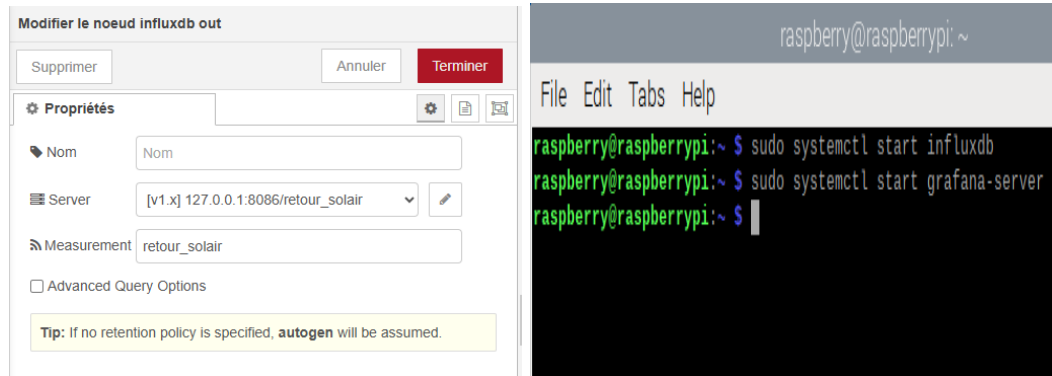 Modifier le noeud influxdb out
Supprimer
Annuler
Terminer
Propriétés
Nom
Nom
Server
[v1.x] 127.0.0.1:8086/retour_solair
Measurement
retour_solair
Advanced Query Options
Tip: If no retention policy is specified, autogen will be assumed.
raspberry@raspberrypi: ~
File Edit Tabs Help
raspberry@raspberrypi:~ $ sudo systemctl start influxdb
raspberry@raspberrypi:~ $ sudo systemctl start grafana-server
raspberry@raspberrypi:~ $